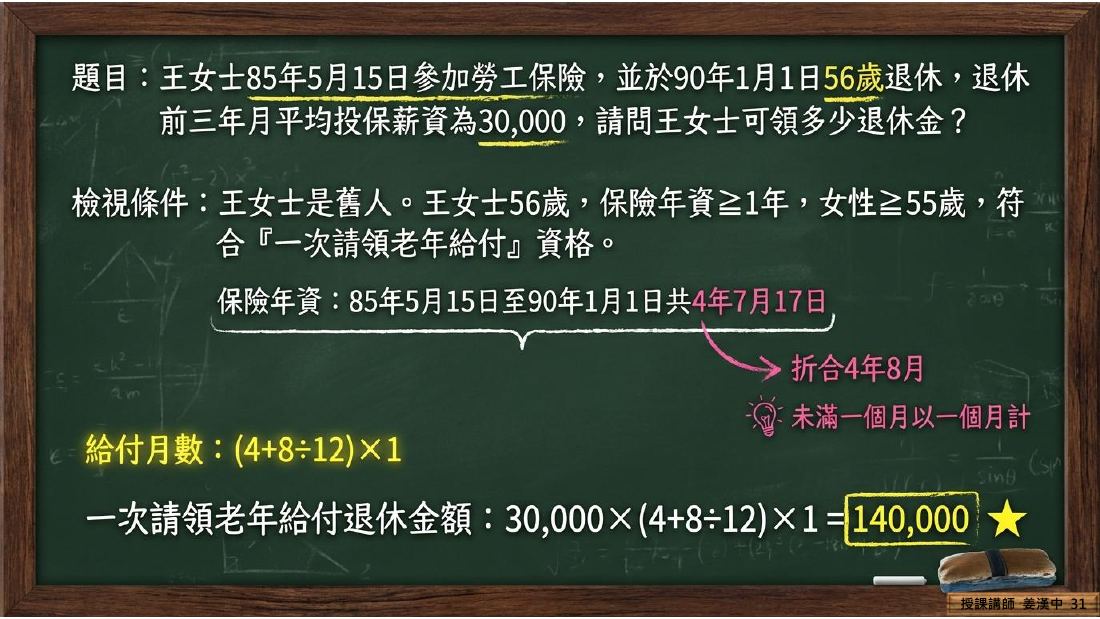 題目：王女士85年5月15日參加勞工保險，並於90年1月1日56歲退休，退休
前三年月平均投保薪資為30,000，請問王女士可領多少退休金？
檢視條件：王女士是舊人。王女士56歲，保險年資≧1年，女性≧55歲，符
合『一次請領老年給付』資格。
保險年資：85年5月15日至90年1月1日共4年7月17日
折合4年8月
未滿一個月以一個月計
給付月數：(4+8÷12)×1
一次請領老年給付退休金額：30,000×(4+8÷12)×1=140,000
授課講師 姜漢中 31